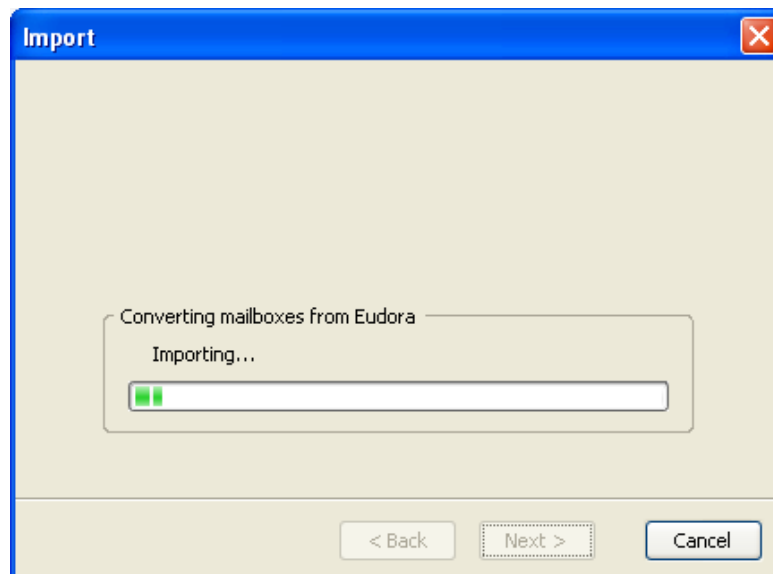 Import
Converting mailboxes from Eudora
Importing...
< Back
Next >
Cancel